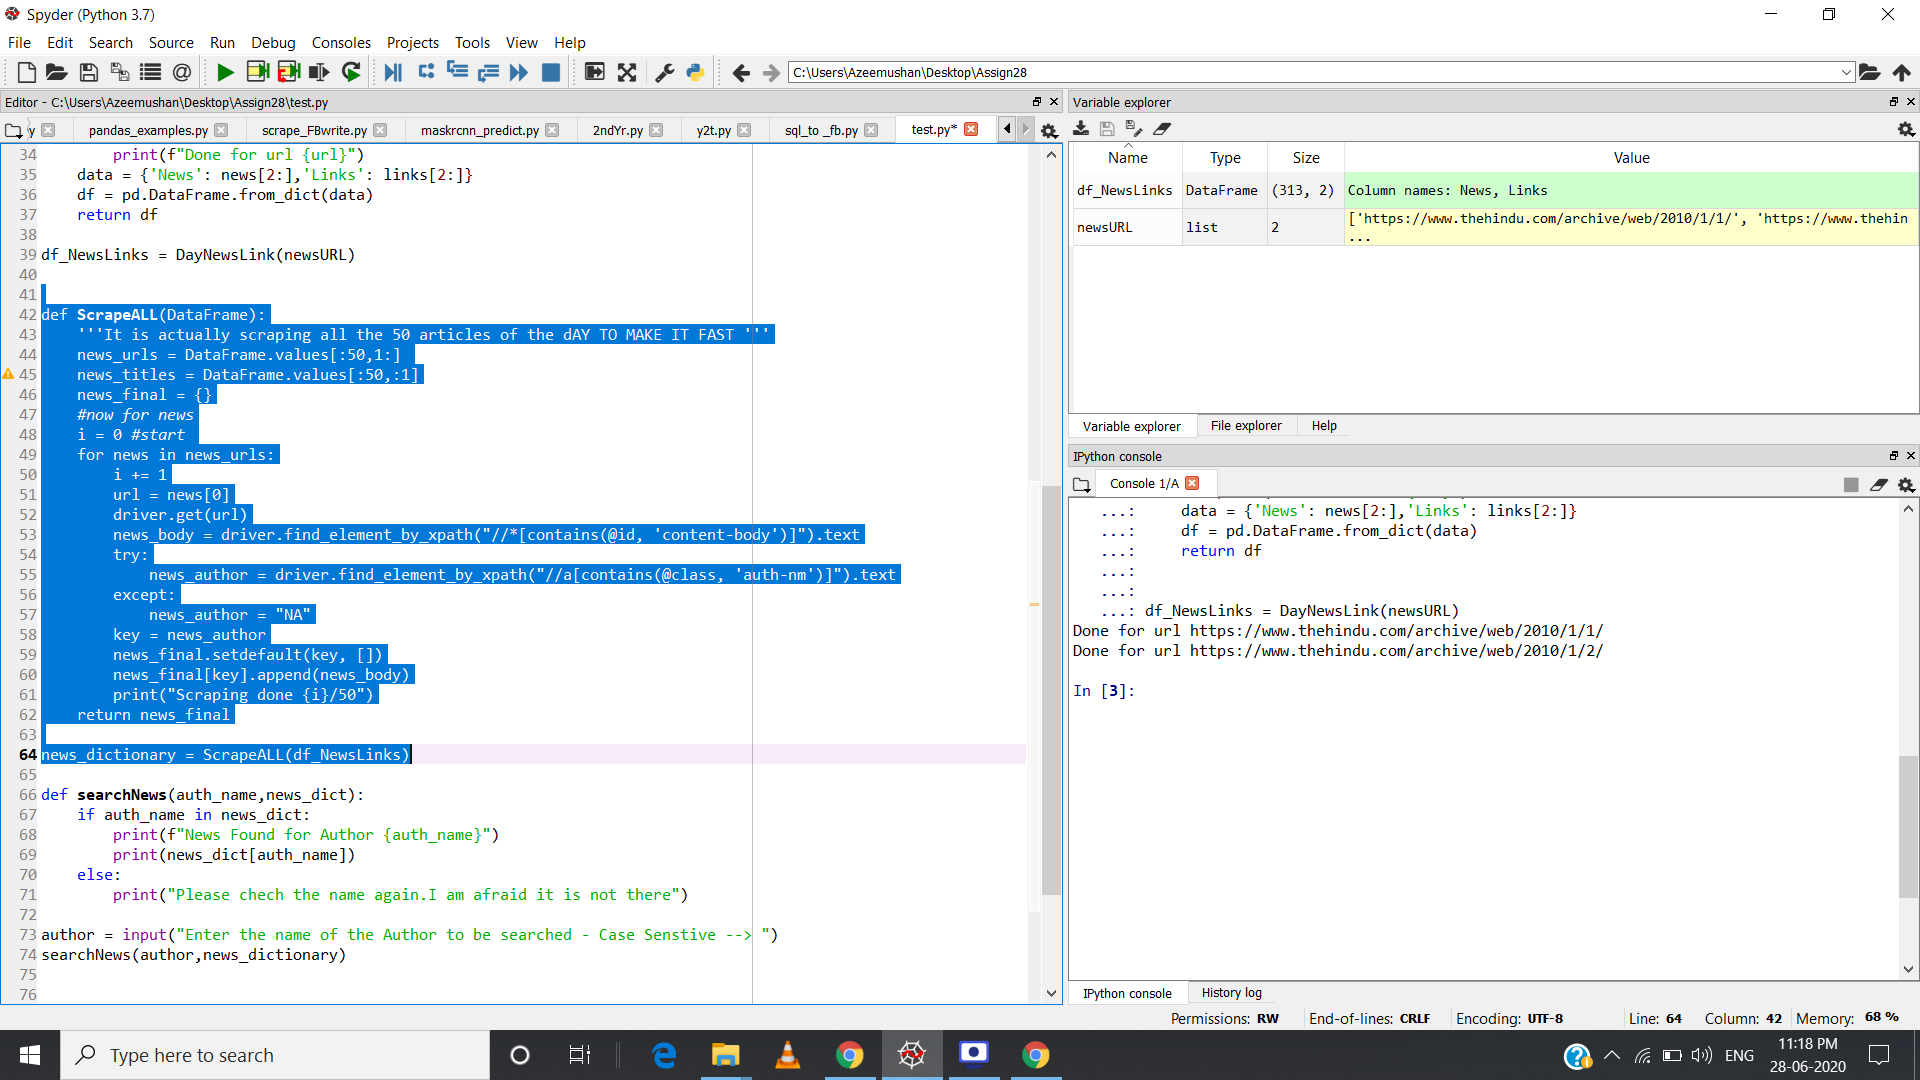 Spyder (Python 3.7)
File Edit Search Source Run Debug Consoles Projects Tools View Help
C:\Users\Azeemushan\Desktop\Assign28
Editor - C:\Users\Azeemushan\Desktop\Assign28\test.py
y pandas_examples.py scrape_FBwrite.py maskrcnn_predict.py 2ndYr.py y2t.py sql_to _fb.py test.py*
34 print(f"Done for url {url}")
35 data = {'News': news[2:],'Links': links[2:]}
36 df = pd.DataFrame.from_dict(data)
37 return df
38
39 df_NewsLinks = DayNewsLink(newsURL)
40
41
42 def ScrapeALL(DataFrame):
43 '''It is actually scraping all the 50 articles of the dAY TO MAKE IT FAST '''
44 news_urls = DataFrame.values[:50,1:]
45 news_titles = DataFrame.values[:50,:1]
46 news_final = {}
47 #now for news
48 i = 0 #start
49 for news in news_urls:
50 i += 1
51 url = news[0]
52 driver.get(url)
53 news_body = driver.find_element_by_xpath("//*[contains(@id, 'content-body')]").text
54 try:
55 news_author = driver.find_element_by_xpath("//a[contains(@class, 'auth-nm')]").text
56 except:
57 news_author = "NA"
58 key = news_author
59 news_final.setdefault(key, [])
60 news_final[key].append(news_body)
61 print("Scraping done {i}/50")
62 return news_final
63
64 news_dictionary = ScrapeALL(df_NewsLinks)
65
66 def searchNews(auth_name,news_dict):
67 if auth_name in news_dict:
68 print(f"News Found for Author {auth_name}")
69 print(news_dict[auth_name])
70 else:
71 print("Please chech the name again.I am afraid it is not there")
72
73 author = input("Enter the name of the Author to be searched - Case Senstive --> ")
74 searchNews(author,news_dictionary)
75
76
Variable explorer
Name Type Size Value
df_NewsLinks DataFrame (313, 2) Column names: News, Links
newsURL list 2 ['https://www.thehindu.com/archive/web/2010/1/1/', 'https://www.thehin
...
Variable explorer File explorer Help
IPython console
Console 1/A
...: data = {'News': news[2:],'Links': links[2:]}
...: df = pd.DataFrame.from_dict(data)
...: return df
...:
...:
...: df_NewsLinks = DayNewsLink(newsURL)
Done for url https://www.thehindu.com/archive/web/2010/1/1/
Done for url https://www.thehindu.com/archive/web/2010/1/2/
In [3]:
IPython console History log
Permissions: RW End-of-lines: CRLF Encoding: UTF-8 Line: 64 Column: 42 Memory: 68 %
Type here to search
ENG
11:18 PM
28-06-2020